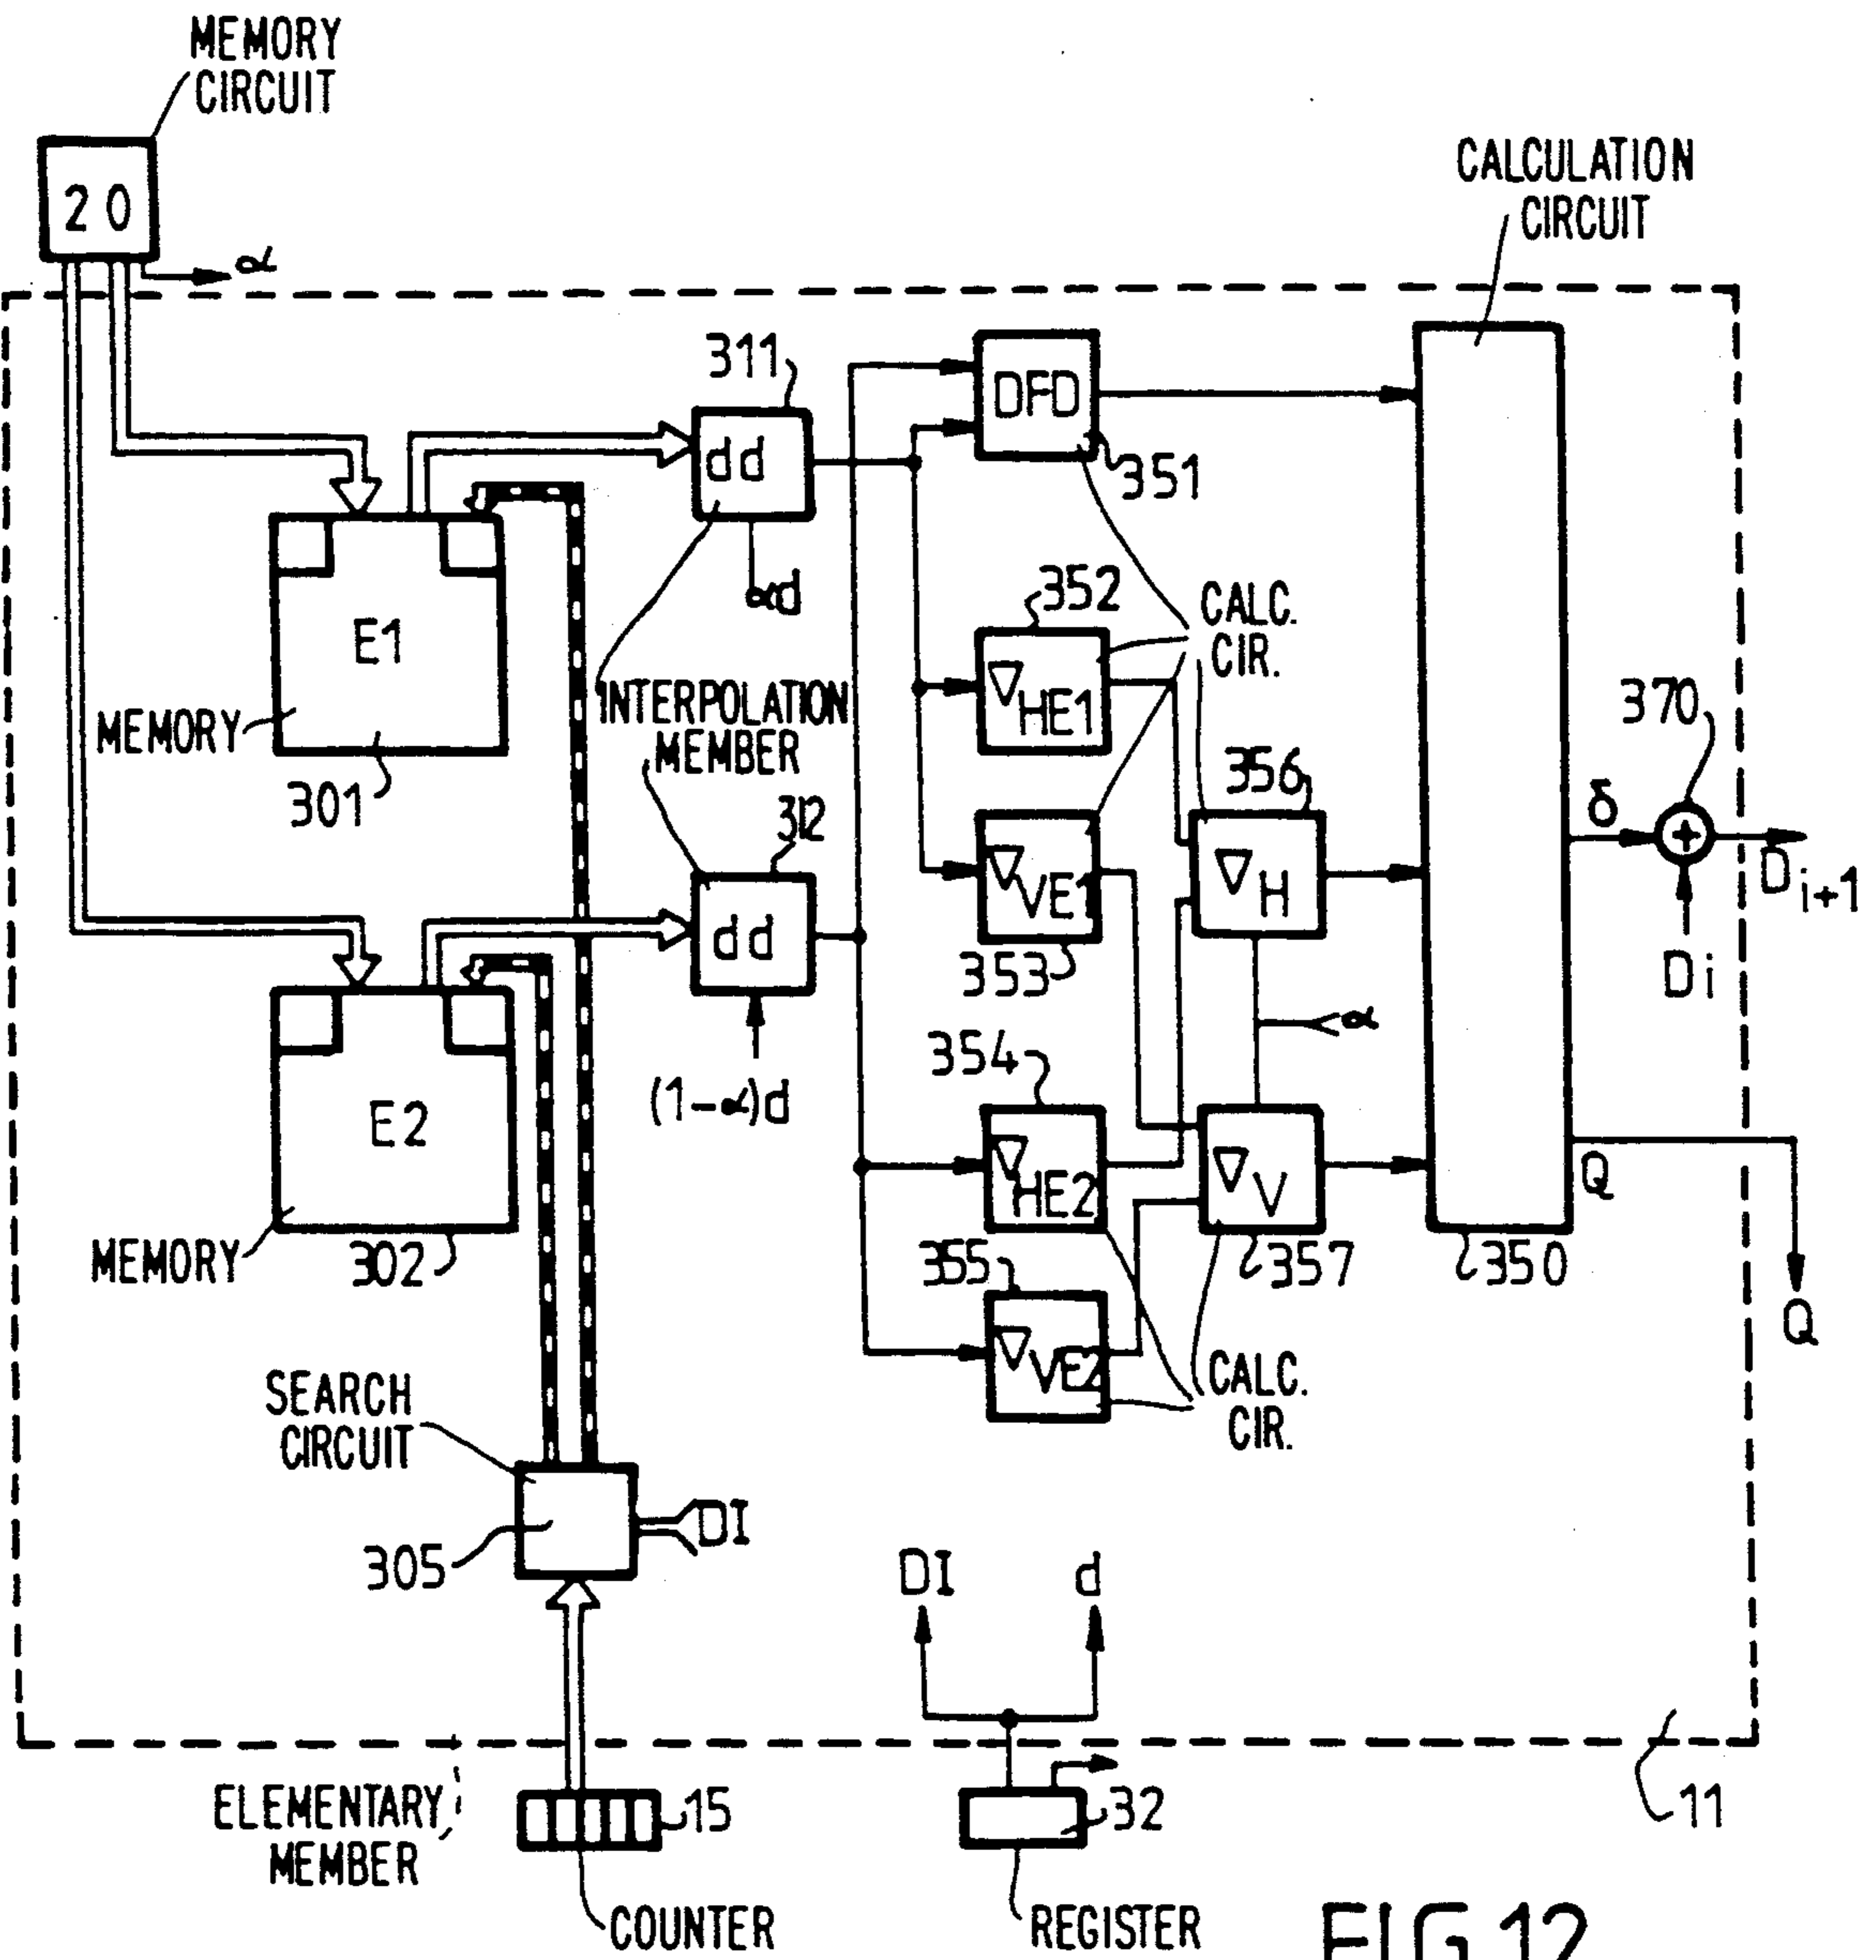 MEMORY
CIRCUIT
20
α
CALCULATION
CIRCUIT
311
dd
αd
DFD
351
E1
MEMORY
301
INTERPOLATION
MEMBER
352
∇HE1
CALC.
CIR.
370
356
312
dd
(1-α)d
∇VE1
353
∇H
δ
Di+1
Di
α
E2
MEMORY
302
354
∇HE2
∇V
357
Q
350
Q
355
∇VE2
CALC.
CIR.
SEARCH
CIRCUIT
305
DI
DI
d
ELEMENTARY
MEMBER
15
COUNTER
32
REGISTER
11
FIG.12